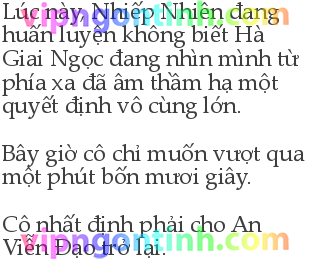 Lúc này, Nhiếp Nhiên đang
huấn luyện không biết Hà
Giai Ngọc đang nhìn mình từ
phía xa đã âm thầm hạ một
quyết định vô cùng lớn.
Bây giờ cô chỉ muốn vượt qua
một phút bốn mươi giây.
Cô nhất định phải cho An
Viễn Đạo trở lại.
vipngontinh.com
vipngontinh.com
vipngontinh.com